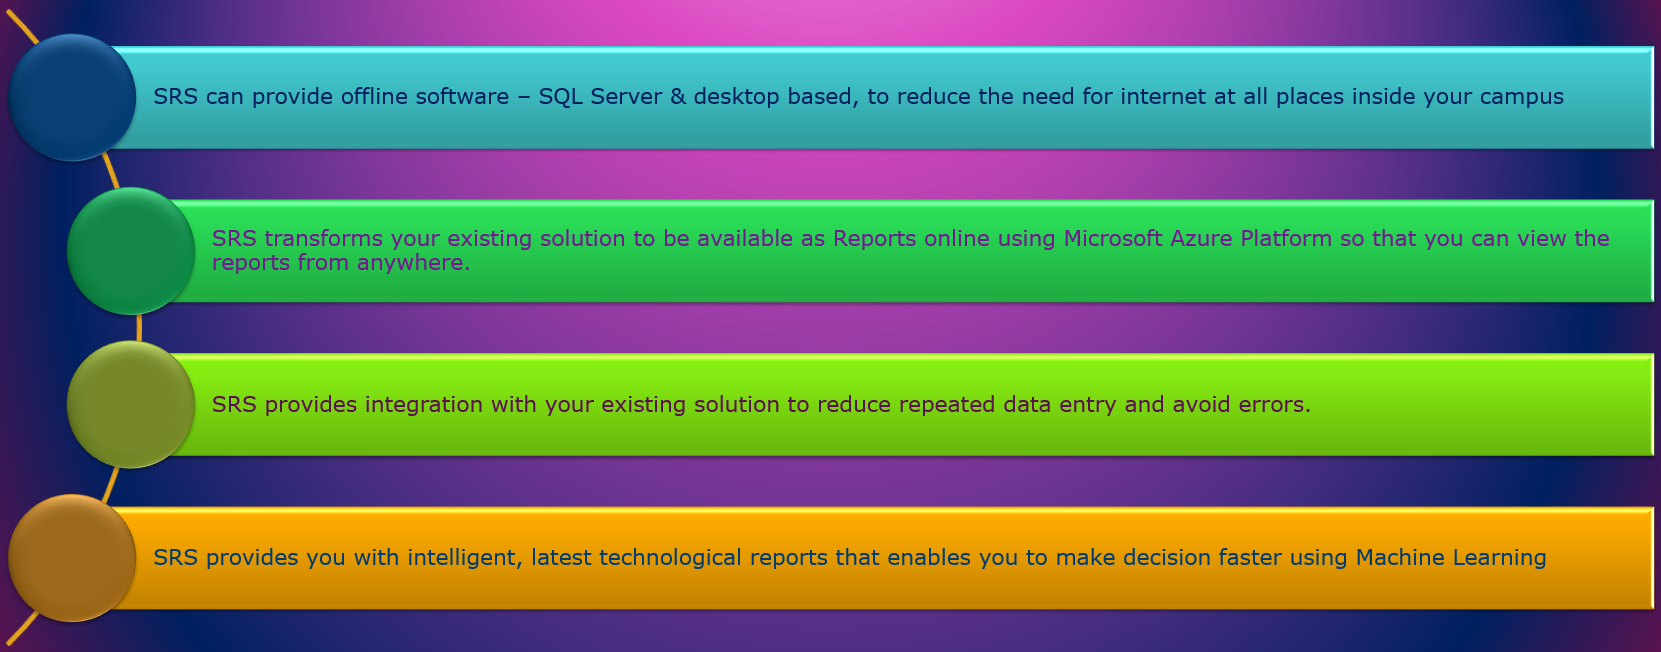 SRS can provide offline software – SQL Server & desktop based, to reduce the need for internet at all places inside your campus
SRS transforms your existing solution to be available as Reports online using Microsoft Azure Platform so that you can view the
reports from anywhere.
SRS provides integration with your existing solution to reduce repeated data entry and avoid errors.
SRS provides you with intelligent, latest technological reports that enables you to make decision faster using Machine Learning